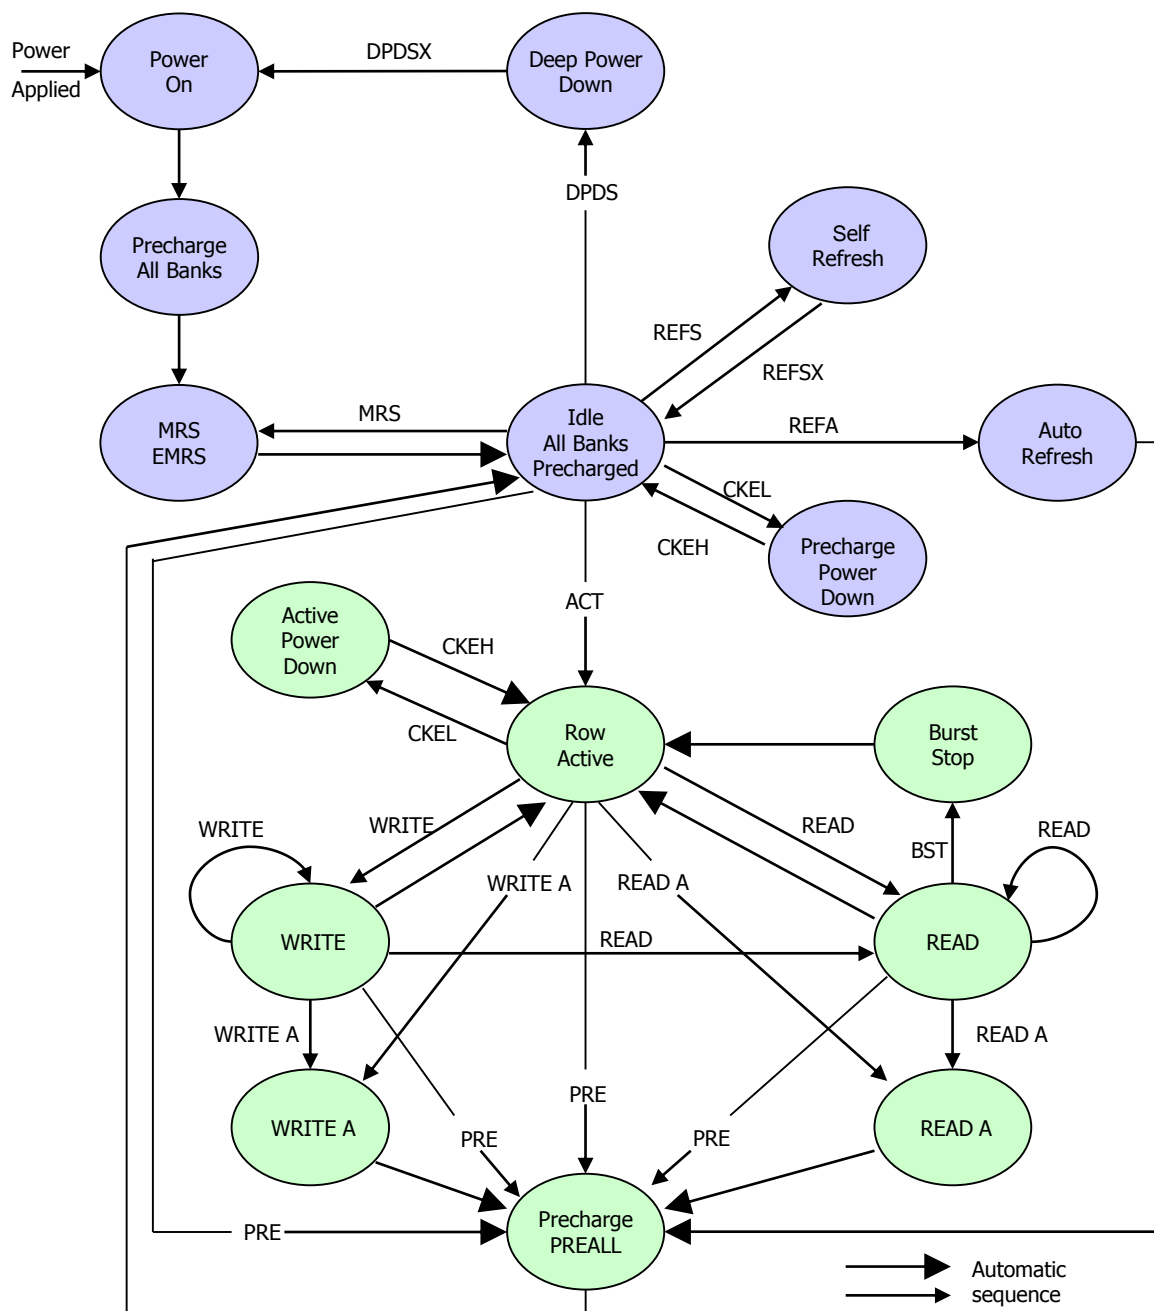 Power
Applied
Power
On
DPDSX
Deep Power
Down
DPDS
Precharge
All Banks
Self
Refresh
REFS
REFSX
MRS
EMRS
MRS
Idle
All Banks
Precharged
REFA
Auto
Refresh
CKEL
CKEH
Precharge
Power
Down
ACT
Active
Power
Down
CKEH
CKEL
Row
Active
Burst
Stop
WRITE
WRITE
READ
BST
READ
WRITE A
READ A
WRITE
READ
READ
WRITE A
READ A
PRE
WRITE A
PRE
PRE
READ A
PRE
Precharge
PREALL
Automatic
sequence